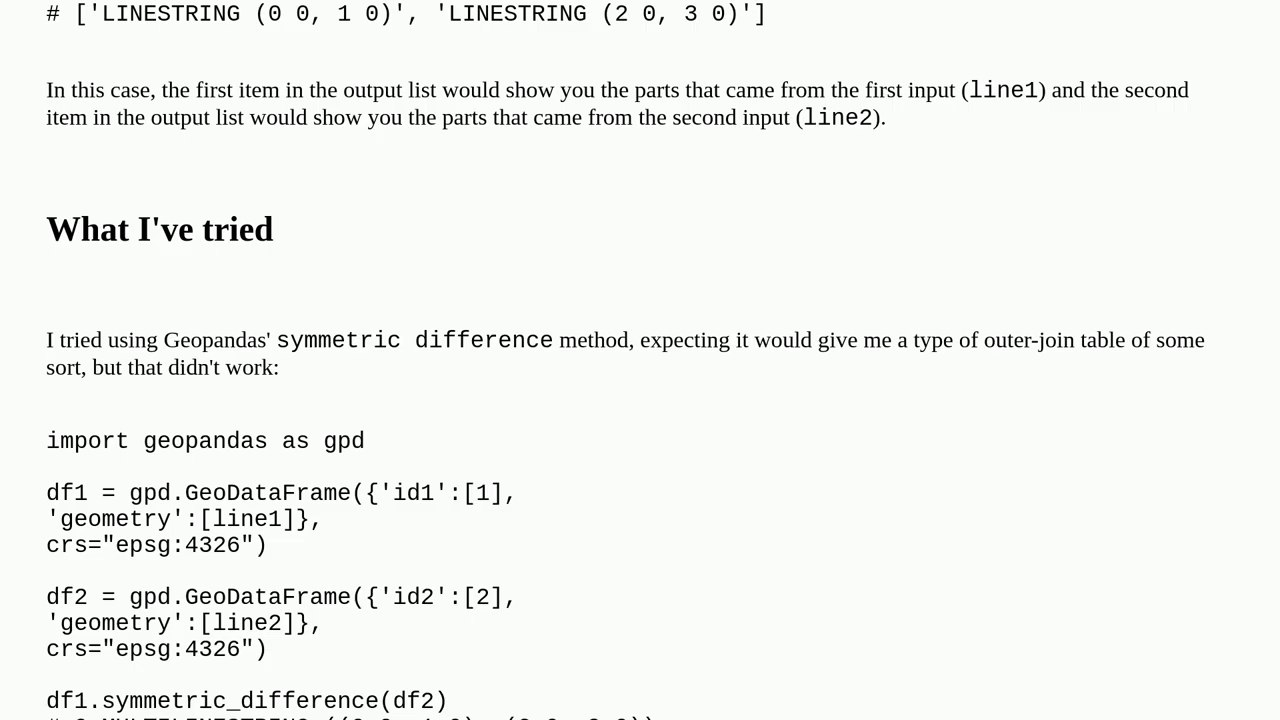 # ['LINESTRING (0 0, 1 0)', 'LINESTRING (2 0, 3 0)']
In this case, the first item in the output list would show you the parts that came from the first input (line1) and the second
item in the output list would show you the parts that came from the second input (line2).
What I've tried
I tried using Geopandas' symmetric difference method, expecting it would give me a type of outer-join table of some
sort, but that didn't work:
import geopandas as gpd
df1 = gpd.GeoDataFrame({'id1':[1],
'geometry':[line1]},
crs="epsg:4326")
df2 = gpd.GeoDataFrame({'id2':[2],
'geometry':[line2]},
crs="epsg:4326")
df1.symmetric_difference(df2)